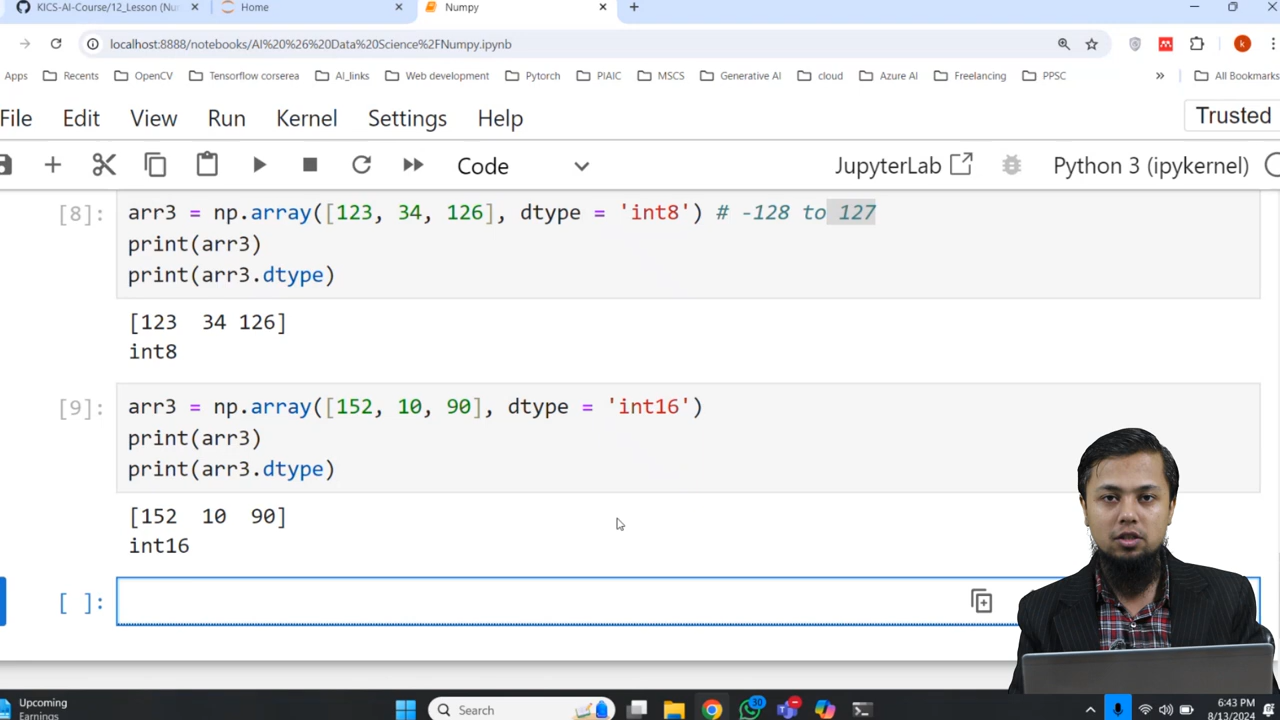 KICS-AI-Course/12_Lesson (Nu
Home
Numpy
localhost:8888/notebooks/AI%20%26%20Data%20Science%2FNumpy.ipynb
Apps
Recents
OpenCV
Tensorflow corsera
AI_links
Web development
Pytorch
PIAIC
MSCS
Generative AI
cloud
Azure AI
Freelancing
PPSC
»
All Bookmarks
File Edit View Run Kernel Settings Help
Trusted
Code
JupyterLab
Python 3 (ipykernel)
[8]:
arr3 = np.array([123, 34, 126], dtype = 'int8') # -128 to 127
print(arr3)
print(arr3.dtype)
[123  34 126]
int8
[9]:
arr3 = np.array([152, 10, 90], dtype = 'int16')
print(arr3)
print(arr3.dtype)
[152  10  90]
int16
[ ]:
Upcoming
Earnings
Search
30
6:43 PM
8/13/2024